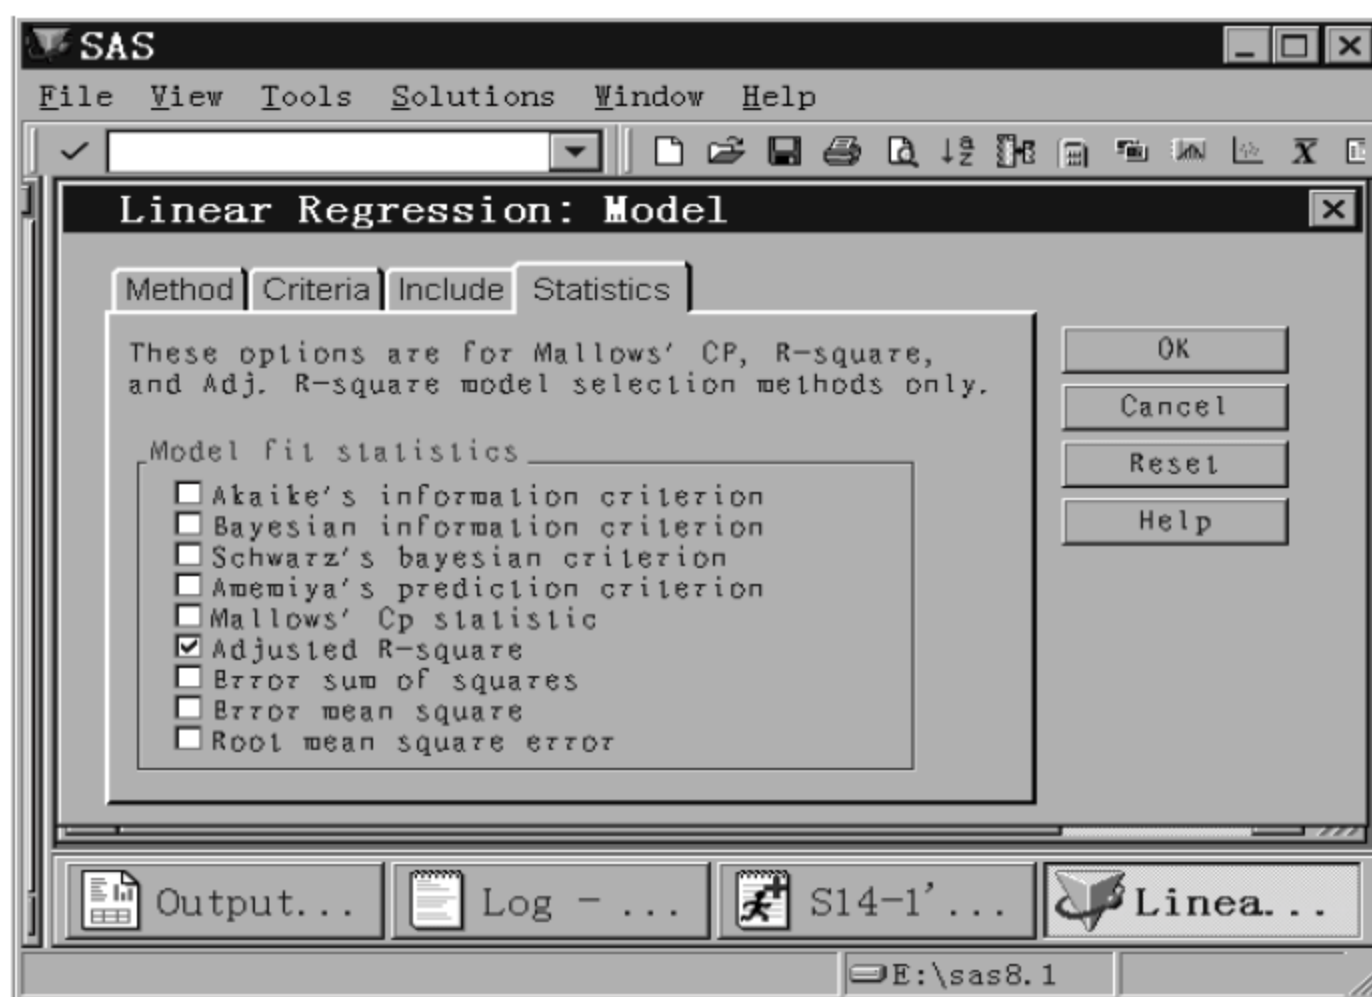 SAS
File View Tools Solutions Window Help
Linear Regression: Model
Method Criteria Include Statistics
These options are for Mallows' CP, R-square,
and Adj. R-square model selection methods only.
OK
Cancel
Reset
Help
Model fit statistics
Akaike's information criterion
Bayesian information criterion
Schwarz's bayesian criterion
Amemiya's prediction criterion
Mallows' Cp statistic
Adjusted R-square
Error sum of squares
Error mean square
Root mean square error
Output... Log - ... S14-1'... Linea...
E:\sas8.1